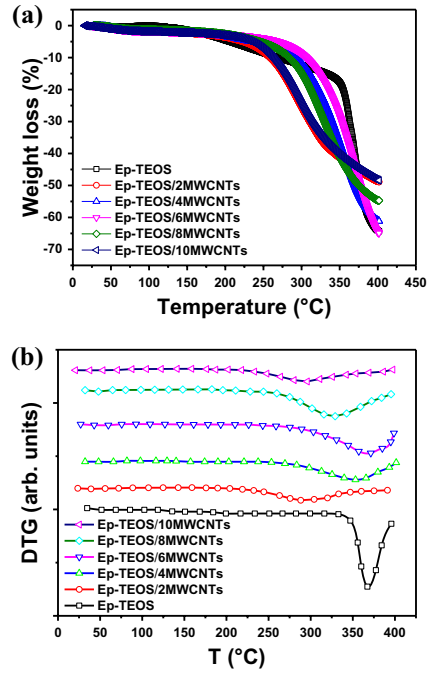 (a)
0
-10
-20
-30
-40
-50
-60
-70
Weight loss (%)
Ep-TEOS
Ep-TEOS/2MWCNTs
Ep-TEOS/4MWCNTs
Ep-TEOS/6MWCNTs
Ep-TEOS/8MWCNTs
Ep-TEOS/10MWCNTs
0 50 100 150 200 250 300 350 400 450
Temperature (°C)
(b)
DTG (arb. units)
Ep-TEOS/10MWCNTs
Ep-TEOS/8MWCNTs
Ep-TEOS/6MWCNTs
Ep-TEOS/4MWCNTs
Ep-TEOS/2MWCNTs
Ep-TEOS
0 50 100 150 200 250 300 350 400
T (°C)